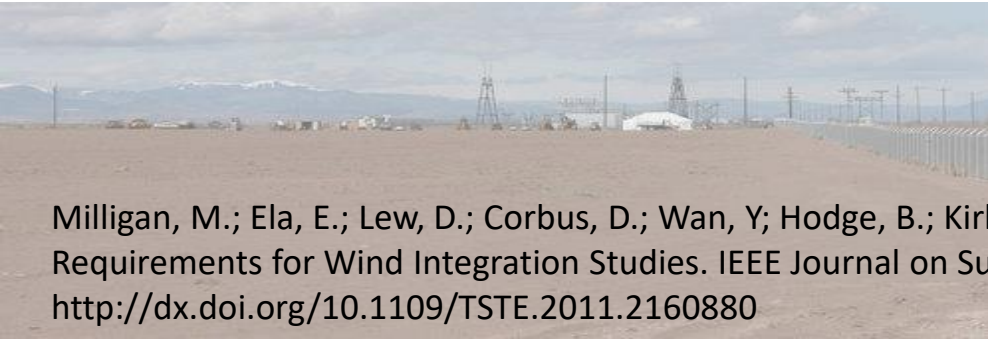 Milligan, M.; Ela, E.; Lew, D.; Corbus, D.; Wan, Y; Hodge, B.;
Requirements for Wind Integration Studies. IEEE Journal on
http://dx.doi.org/10.1109/TSTE.2011.2160880